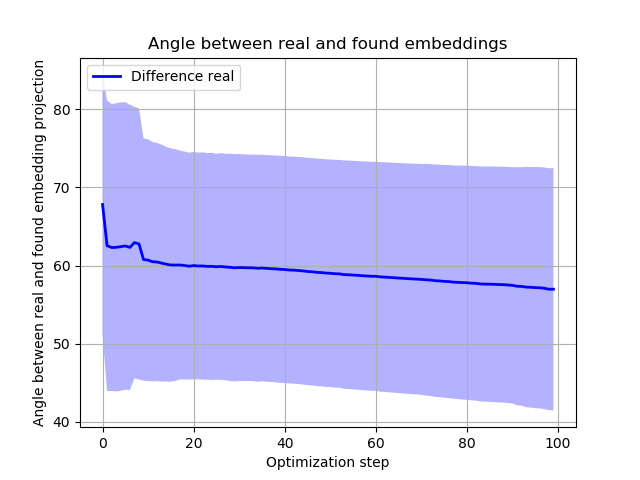 Angle between real and found embeddings
Difference real
Angle between real and found embedding projection
80
70
60
50
40
0 20 40 60 80 100
Optimization step